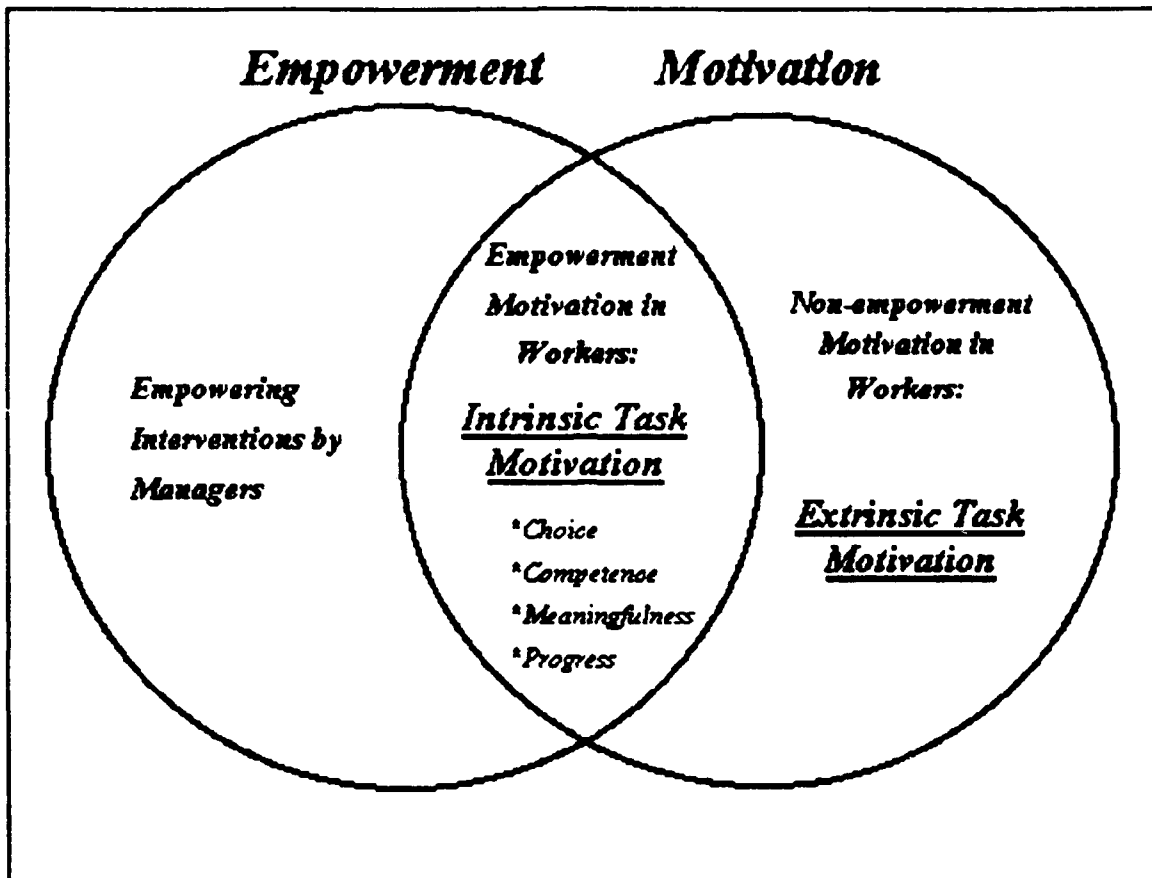 Empowerment Motivation
Empowering
Interventions by
Managers
Empowerment
Motivation in
Workers:
Intrinsic Task
Motivation
*Choice
*Competence
*Meaningfulness
*Progress
Non-empowerment
Motivation in
Workers:
Extrinsic Task
Motivation